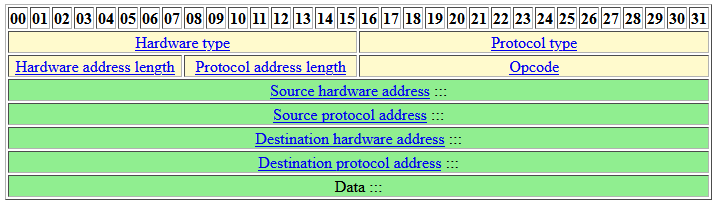 00 01 02 03 04 05 06 07 08 09 10 11 12 13 14 15 16 17 18 19 20 21 22 23 24 25 26 27 28 29 30 31
Hardware type Protocol type
Hardware address length Protocol address length Opcode
Source hardware address :::
Source protocol address :::
Destination hardware address :::
Destination protocol address :::
Data :::